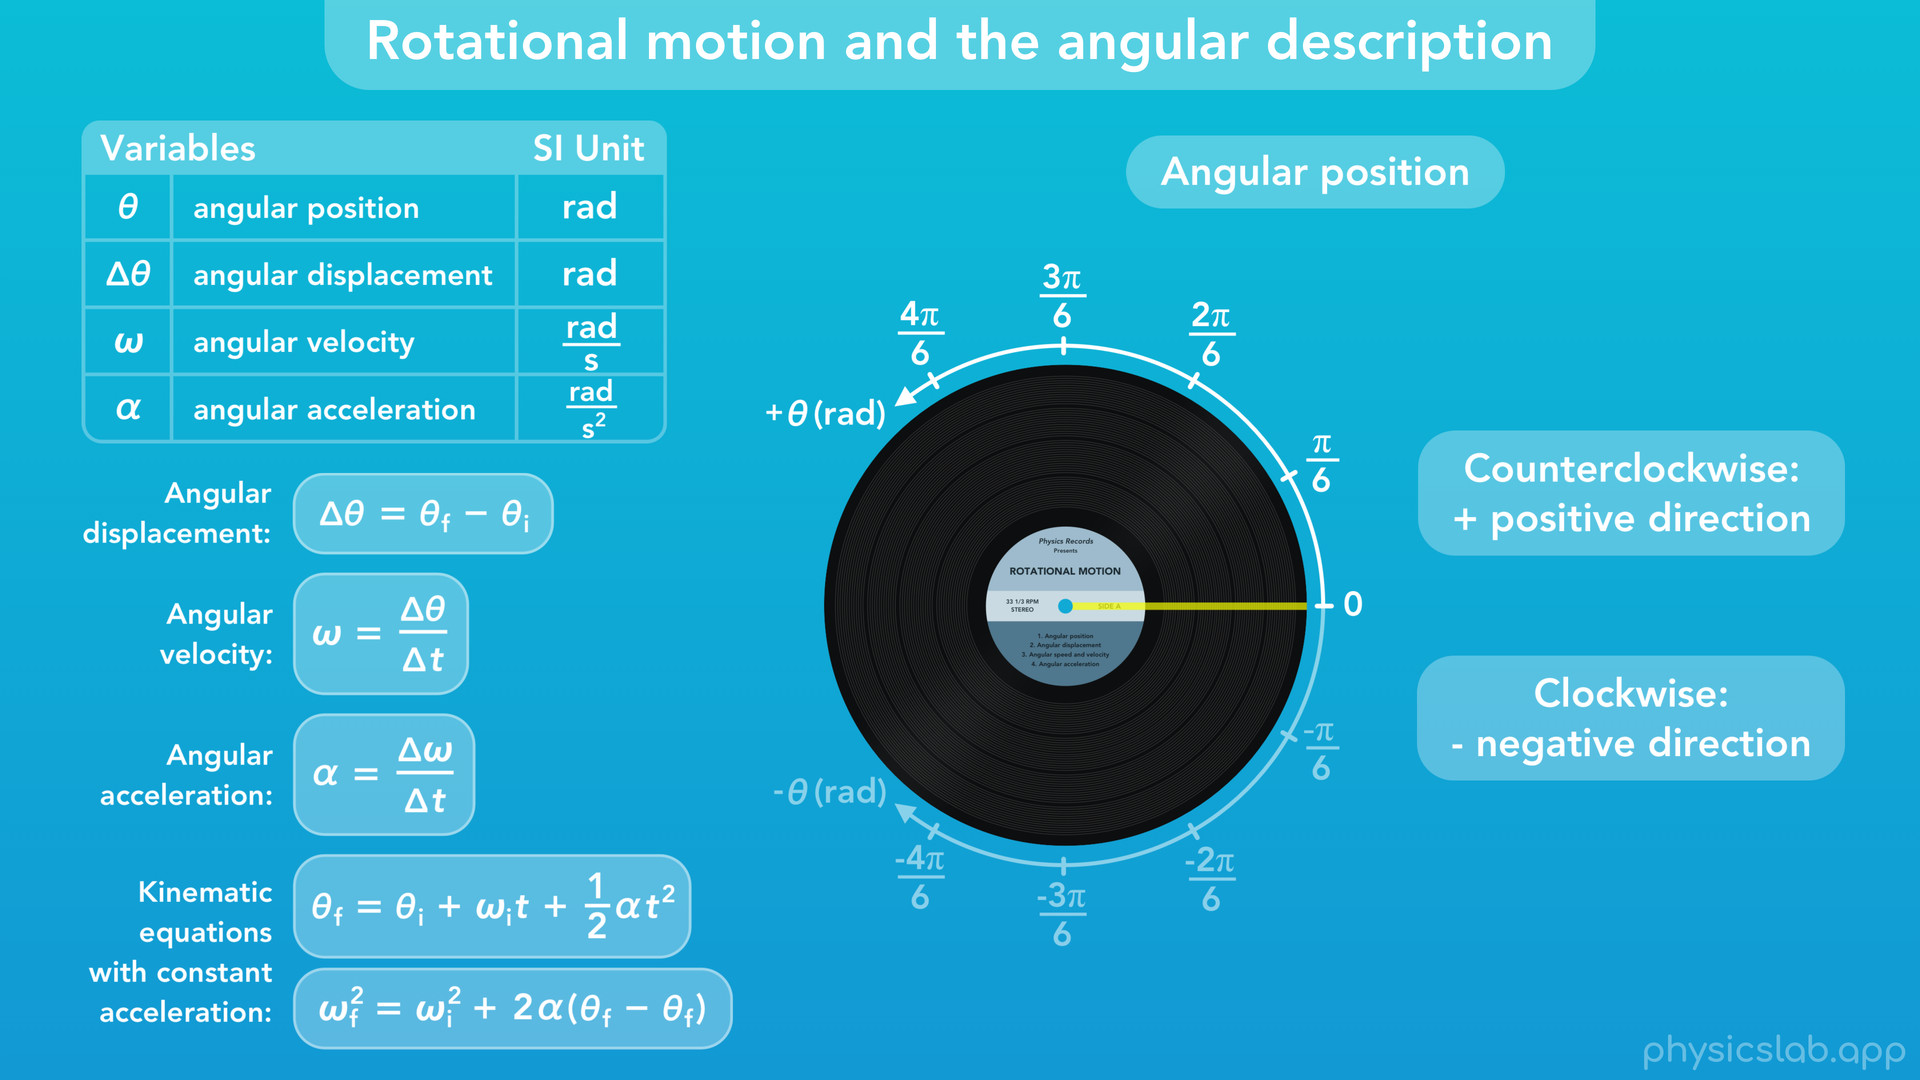 Rotational motion and the angular description
Variables SI Unit
θ angular position rad
Δθ angular displacement rad
ω angular velocity rad/s
α angular acceleration rad/s²
Angular
displacement:
Δθ = θf − θi
Angular
velocity:
ω = Δθ/Δt
Angular
acceleration:
α = Δω/Δt
Kinematic
equations
with constant
acceleration:
θf = θi + ωit + 1/2 αt²
ωf² = ωi² + 2α(θf − θf)
Angular position
+θ(rad)
4π/6
3π/6
2π/6
π/6
0
-π/6
-2π/6
-3π/6
-4π/6
-θ(rad)
Physics Records
Presents
ROTATIONAL MOTION
33 1/3 RPM
STEREO
SIDE A
1. Angular position
2. Angular displacement
3. Angular speed and velocity
4. Angular acceleration
Counterclockwise:
+ positive direction
Clockwise:
- negative direction
physicslab.app